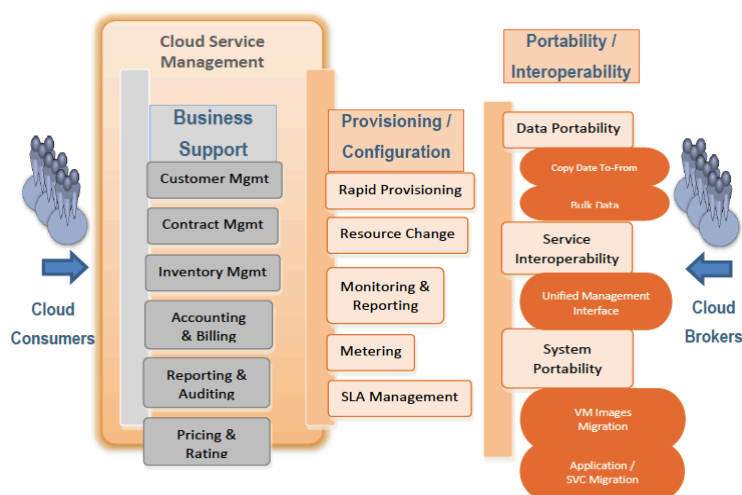 Cloud Service
Management
Business
Support
Customer Mgmt
Contract Mgmt
Inventory Mgmt
Accounting
& Billing
Reporting &
Auditing
Pricing &
Rating
Provisioning /
Configuration
Rapid Provisioning
Resource Change
Monitoring &
Reporting
Metering
SLA Management
Portability /
Interoperability
Data Portability
Copy Date To-From
Bulk Data
Service
Interoperability
Unified Management
Interface
System
Portability
VM Images
Migration
Application /
SVC Migration
Cloud
Consumers
Cloud
Brokers